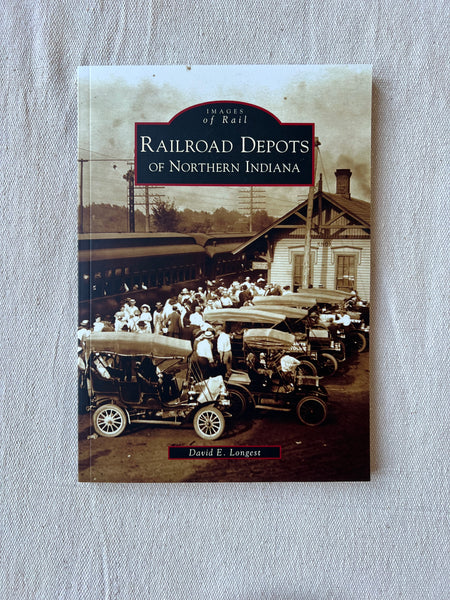 IMAGES
of Rail
RAILROAD DEPOTS
OF NORTHERN INDIANA
David E. Longest